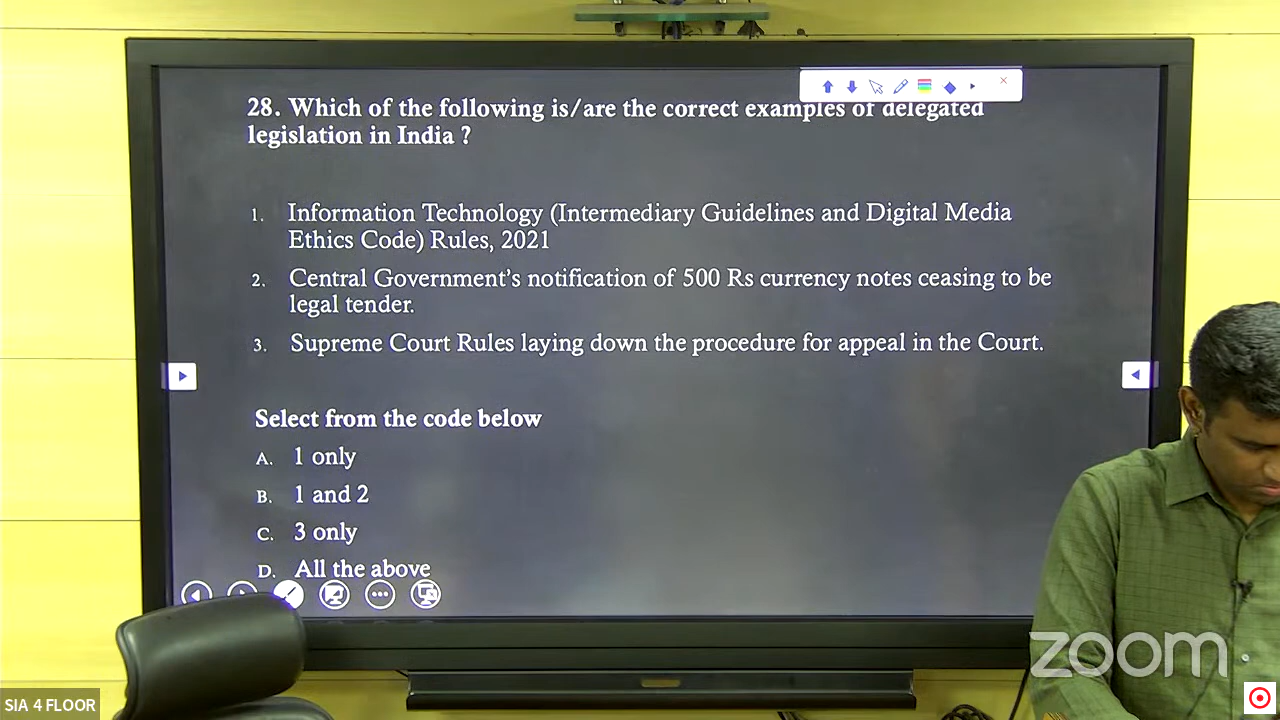 28. Which of the following is/are the correct examples of delegated
legislation in India ?
1. Information Technology (Intermediary Guidelines and Digital Media
Ethics Code) Rules, 2021
2. Central Government's notification of 500 Rs currency notes ceasing to be
legal tender.
3. Supreme Court Rules laying down the procedure for appeal in the Court.
Select from the code below
A. 1 only
B. 1 and 2
C. 3 only
D. All the above
zoom
SIA 4 FLOOR